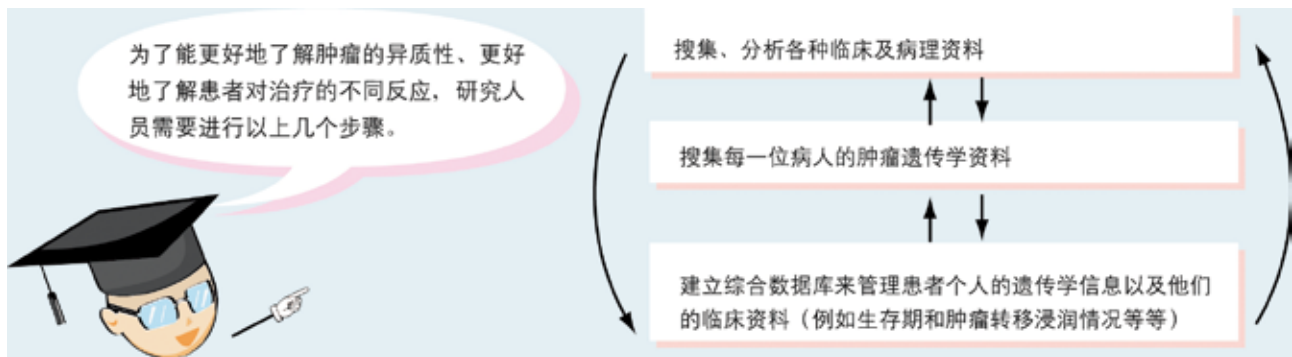 为了能更好地了解肿瘤的异质性、更好
地了解患者对治疗的不同反应，研究人
员需要进行以上几个步骤。
搜集、分析各种临床及病理资料
搜集每一位病人的肿瘤遗传学资料
建立综合数据库来管理患者个人的遗传学信息以及他们
的临床资料（例如生存期和肿瘤转移浸润情况等等）